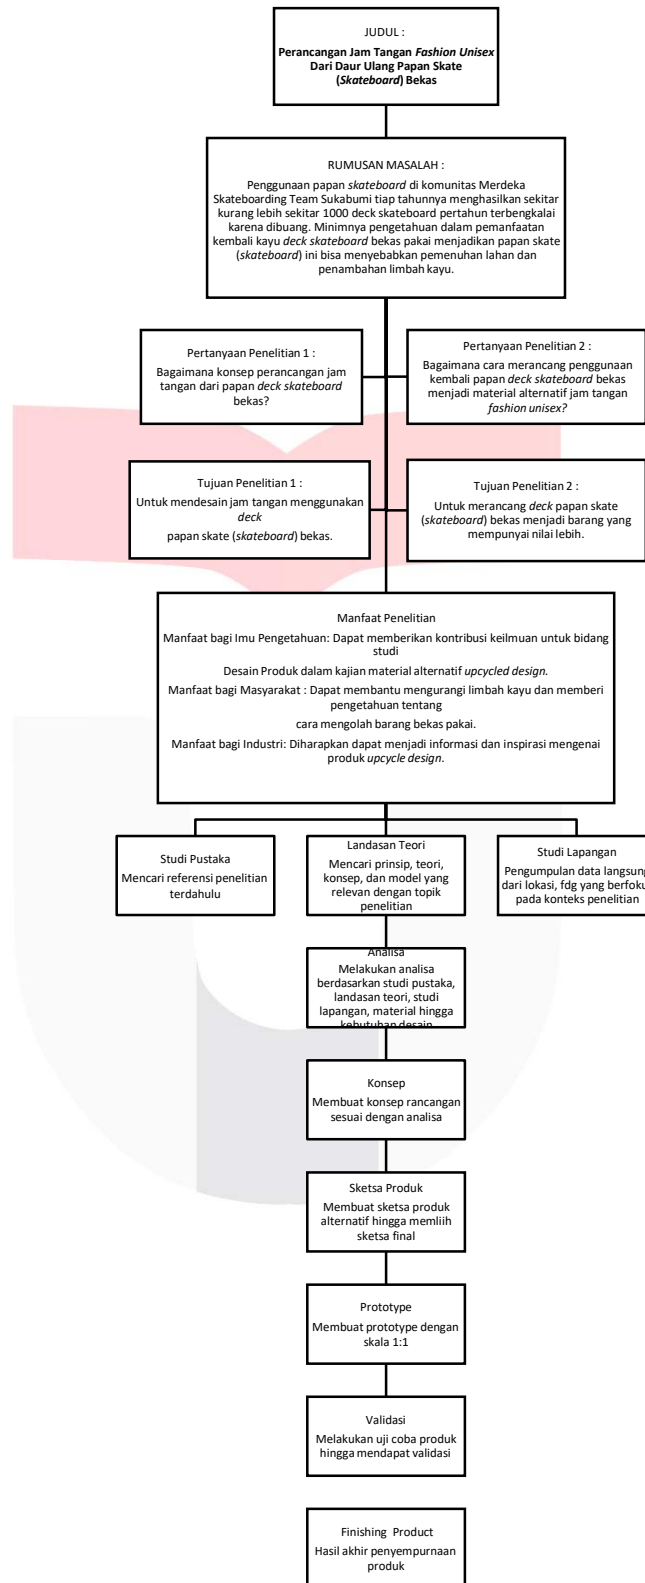 JUDUL :
Perancangan Jam Tangan Fashion Unisex
Dari Daur Ulang Papan Skate
(Skateboard) Bekas
RUMUSAN MASALAH :
Penggunaan papan skateboard di komunitas Merdeka
Skateboarding Team Sukabumi tiap tahunnya menghasilkan sekitar
kurang lebih sekitar 1000 deck skateboard pertahun terbengkalai
karena dibuang. Minimnya pengetahuan dalam pemanfaatan
kembali kayu deck skateboard bekas pakai menjadikan papan skate
(skateboard) ini bisa menyebabkan pemenuhan lahan dan
penambahan limbah kayu.
Pertanyaan Penelitian 1 :
Bagaimana konsep perancangan jam
tangan dari papan deck skateboard
bekas?
Pertanyaan Penelitian 2 :
Bagaimana cara merancang penggunaan
kembali papan deck skateboard bekas
menjadi material alternatif jam tangan
fashion unisex?
Tujuan Penelitian 1 :
Untuk mendesain jam tangan menggunakan
deck
papan skate (skateboard) bekas.
Tujuan Penelitian 2 :
Untuk merancang deck papan skate
(skateboard) bekas menjadi barang yang
mempunyai nilai lebih.
Manfaat Penelitian
Manfaat bagi Imu Pengetahuan: Dapat memberikan kontribusi keilmuan untuk bidang
studi
Desain Produk dalam kajian material alternatif upcycled design.
Manfaat bagi Masyarakat : Dapat membantu mengurangi limbah kayu dan memberi
pengetahuan tentang
cara mengolah barang bekas pakai.
Manfaat bagi Industri: Diharapkan dapat menjadi informasi dan inspirasi mengenai
produk upcycle design.
Studi Pustaka
Mencari referensi penelitian
terdahulu
Landasan Teori
Mencari prinsip, teori,
konsep, dan model yang
relevan dengan topik
penelitian
Studi Lapangan
Pengumpulan data langsung
dari lokasi, fdg yang berfokus
pada konteks penelitian
Analisa
Melakukan analisa
berdasarkan studi pustaka,
landasan teori, studi
lapangan, material hingga
kebutuhan desain
Konsep
Membuat konsep rancangan
sesuai dengan analisa
Sketsa Produk
Membuat sketsa produk
alternatif hingga memliih
sketsa final
Prototype
Membuat prototype dengan
skala 1:1
Validasi
Melakukan uji coba produk
hingga mendapat validasi
Finishing Product
Hasil akhir penyempurnaan
produk